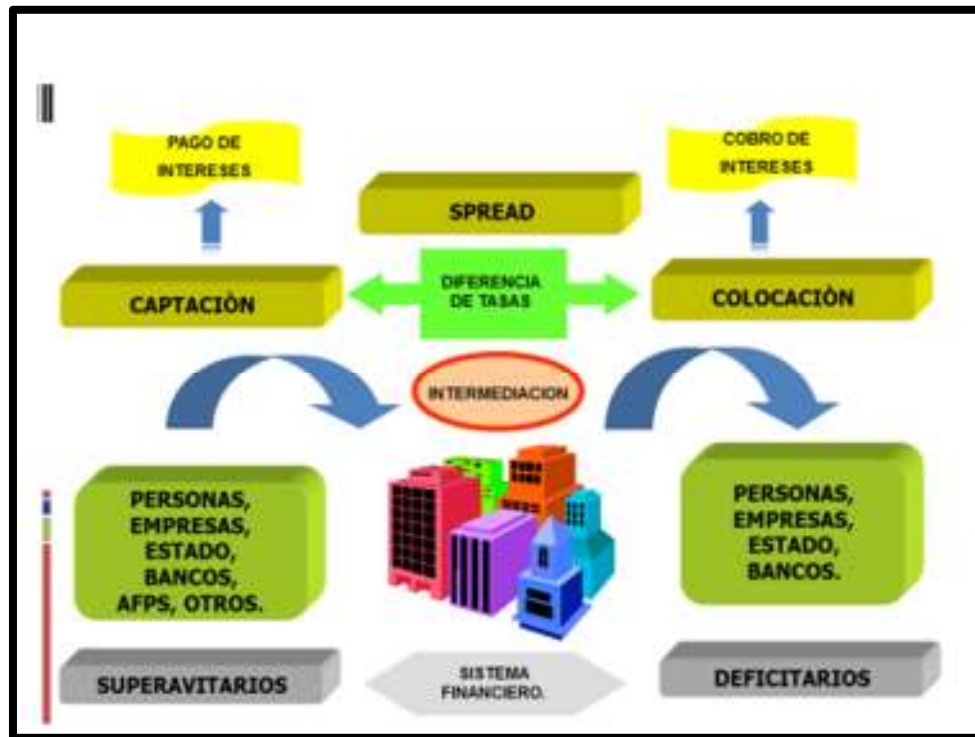 PAGO DE
INTERESES
COBRO DE
INTERESES
SPREAD
CAPTACIÒN
DIFERENCIA
DE TASAS
COLOCACIÒN
INTERMEDIACION
PERSONAS,
EMPRESAS,
ESTADO,
BANCOS,
AFPS, OTROS.
PERSONAS,
EMPRESAS,
ESTADO,
BANCOS.
SUPERAVITARIOS
SISTEMA
FINANCIERO.
DEFICITARIOS